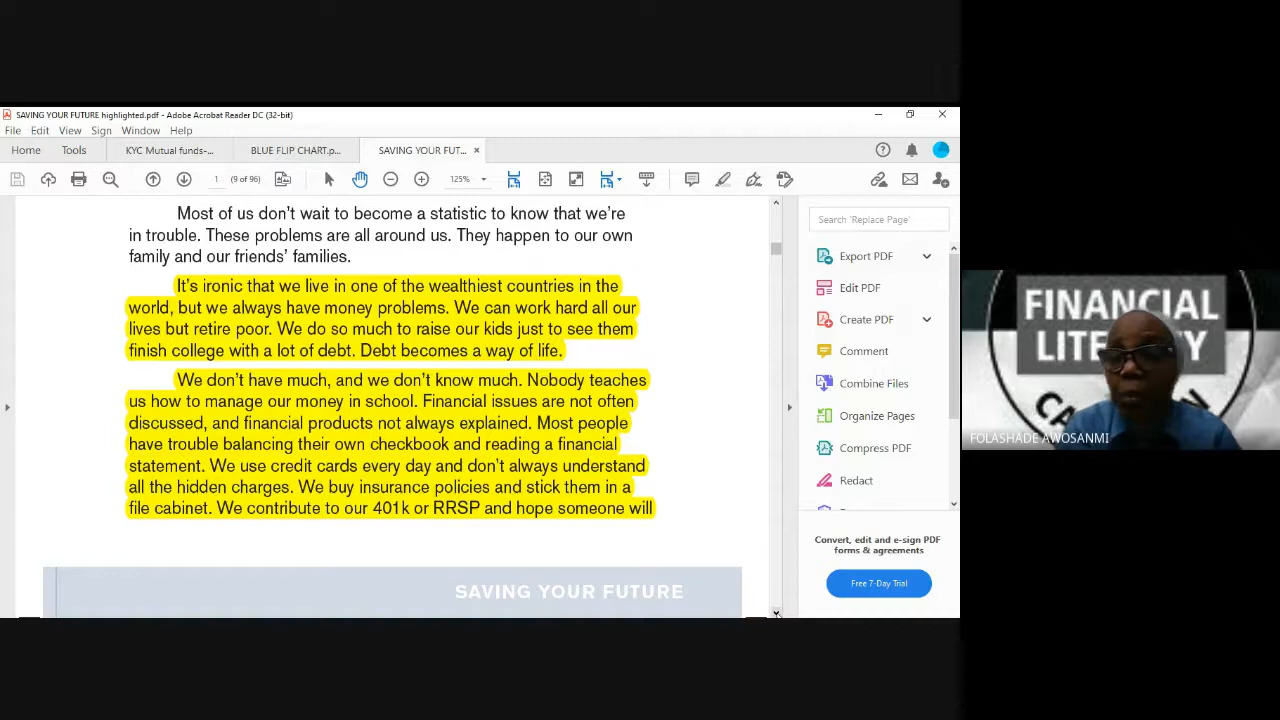 SAVING YOUR FUTURE highlighted.pdf - Adobe Acrobat Reader DC (32-bit)
File Edit View Sign Window Help
Home Tools KYC Mutual funds-... BLUE FLIP CHART.p... SAVING YOUR FUT... ×
1 (9 of 96) 125%
Most of us don't wait to become a statistic to know that we're
in trouble. These problems are all around us. They happen to our own
family and our friends' families.
It's ironic that we live in one of the wealthiest countries in the
world, but we always have money problems. We can work hard all our
lives but retire poor. We do so much to raise our kids just to see them
finish college with a lot of debt. Debt becomes a way of life.
We don't have much, and we don't know much. Nobody teaches
us how to manage our money in school. Financial issues are not often
discussed, and financial products not always explained. Most people
have trouble balancing their own checkbook and reading a financial
statement. We use credit cards every day and don't always understand
all the hidden charges. We buy insurance policies and stick them in a
file cabinet. We contribute to our 401k or RRSP and hope someone will
SAVING YOUR FUTURE
Search 'Replace Page'
Export PDF
Edit PDF
Create PDF
Comment
Combine Files
Organize Pages
Compress PDF
Redact
Convert, edit and e-sign PDF
forms & agreements
Free 7-Day Trial
FINANCIAL
FOLASHADE AWOSANMI